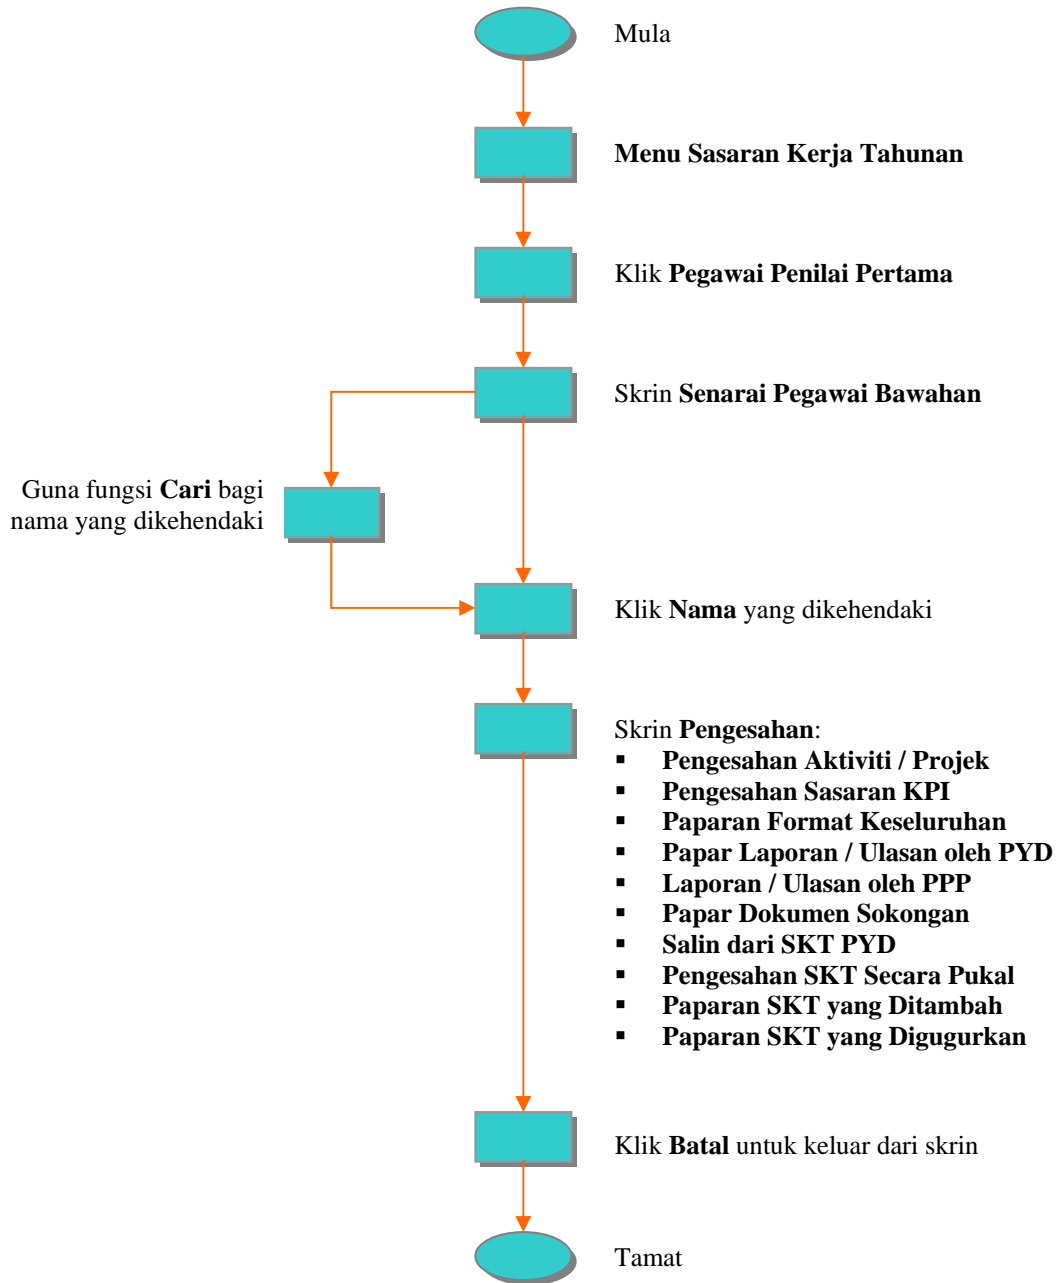 Mula
Menu Sasaran Kerja Tahunan
Klik Pegawai Penilai Pertama
Skrin Senarai Pegawai Bawahan
Guna fungsi Cari bagi
nama yang dikehendaki
Klik Nama yang dikehendaki
Skrin Pengesahan:
▪ Pengesahan Aktiviti / Projek
▪ Pengesahan Sasaran KPI
▪ Paparan Format Keseluruhan
▪ Papar Laporan / Ulasan oleh PYD
▪ Laporan / Ulasan oleh PPP
▪ Papar Dokumen Sokongan
▪ Salin dari SKT PYD
▪ Pengesahan SKT Secara Pukal
▪ Paparan SKT yang Ditambah
▪ Paparan SKT yang Digugurkan
Klik Batal untuk keluar dari skrin
Tamat